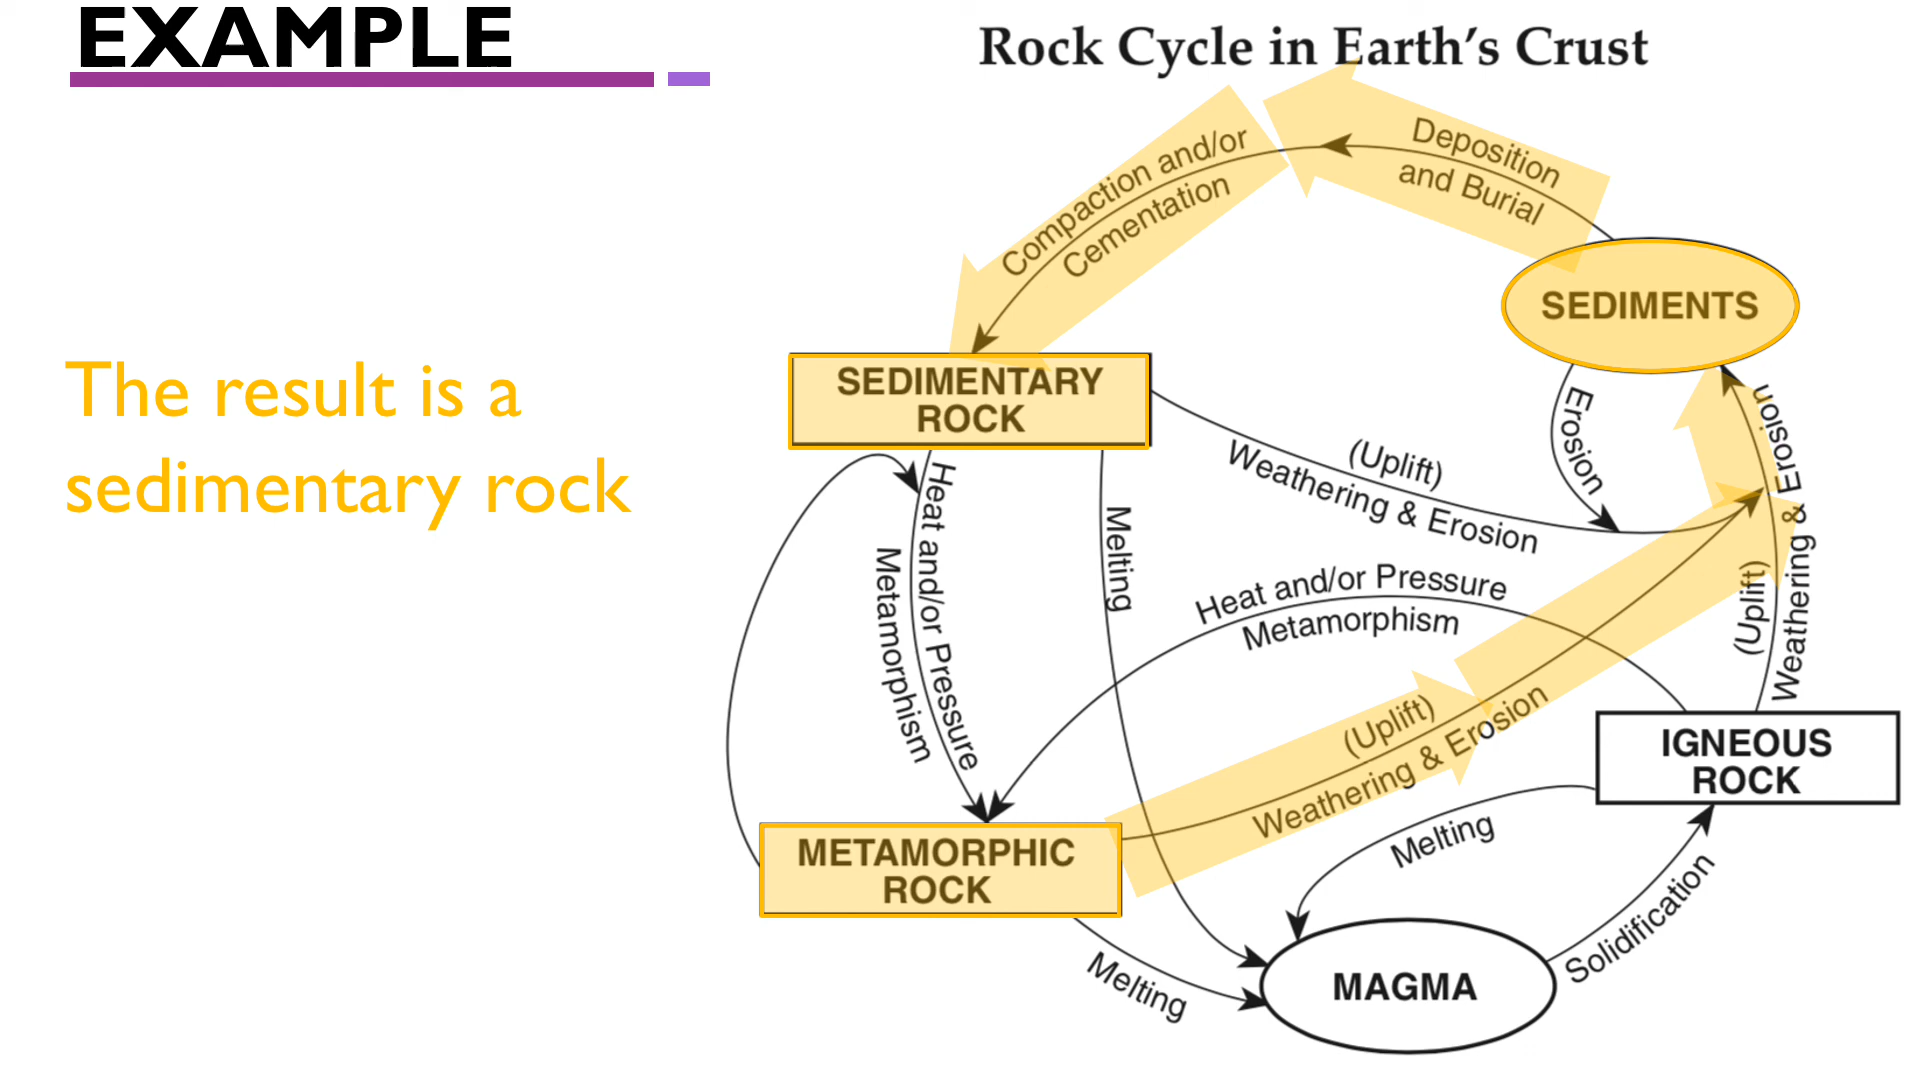 EXAMPLE
Rock Cycle in Earth's Crust
The result is a
sedimentary rock
Deposition
and Burial
Compaction and/or
Cementation
SEDIMENTS
SEDIMENTARY
ROCK
Erosion
(Uplift)
Weathering & Erosion
(Uplift)
Weathering & Erosion
Heat and/or Pressure
Metamorphism
Melting
Heat and/or Pressure
Metamorphism
(Uplift)
Weathering & Erosion
IGNEOUS
ROCK
METAMORPHIC
ROCK
Melting
Solidification
Melting
MAGMA